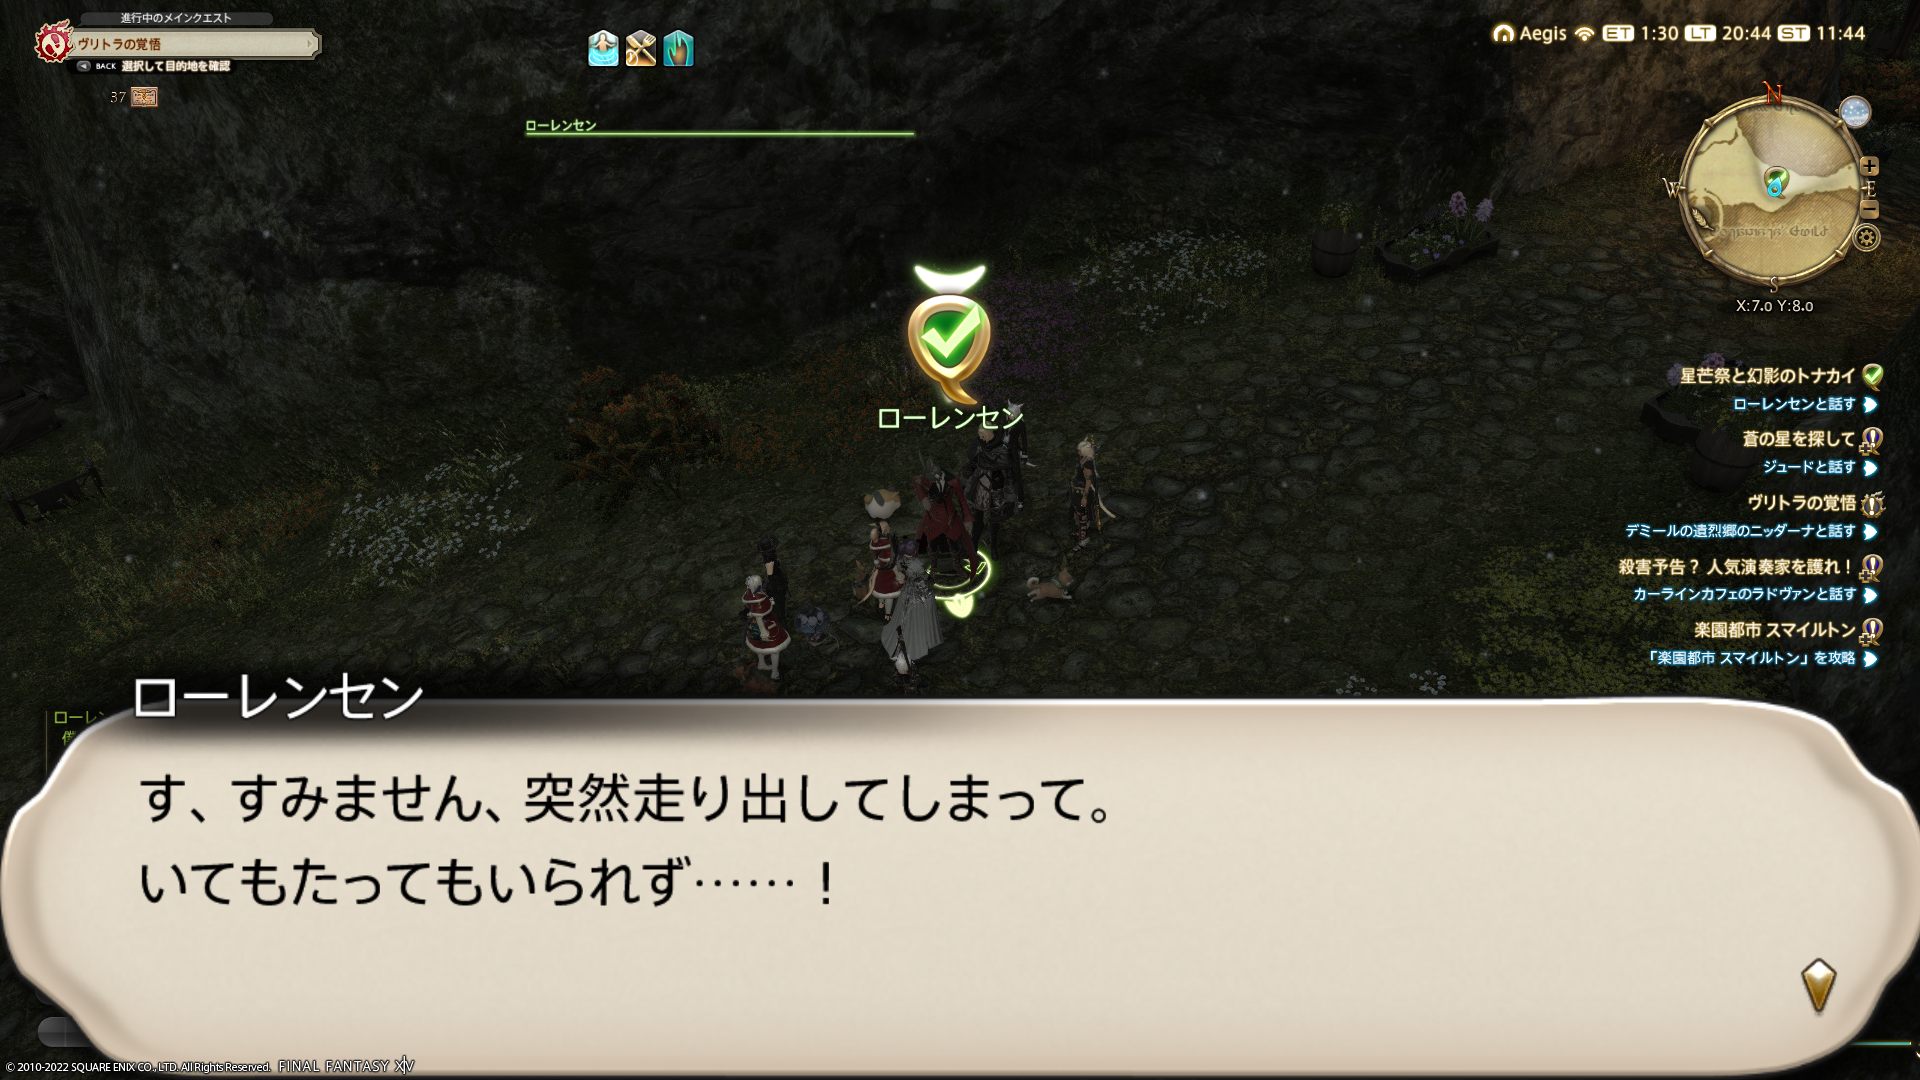 進行中のメインクエスト
ヴリトラの覚悟
BACK 選択して目的地を確認
37
ローレンセン
Aegis ET 1:30 LT 20:44 ST 11:44
N
W
E
S
X:7.0 Y:8.0
ローレンセン
星芒祭と幻影のトナカイ
ローレンセンと話す
蒼の星を探して
ジュードと話す
ヴリトラの覚悟
デミールの遺烈郷のニッダーナと話す
殺害予告？ 人気演奏家を護れ！
カーラインカフェのラドヴァンと話す
楽園都市 スマイルトン
「楽園都市 スマイルトン」を攻略
ローレン
ローレンセン
す、すみません、突然走り出してしまって。
いてもたってもいられず……！
© 2010-2022 SQUARE ENIX CO., LTD. All Rights Reserved. FINAL FANTASY XIV